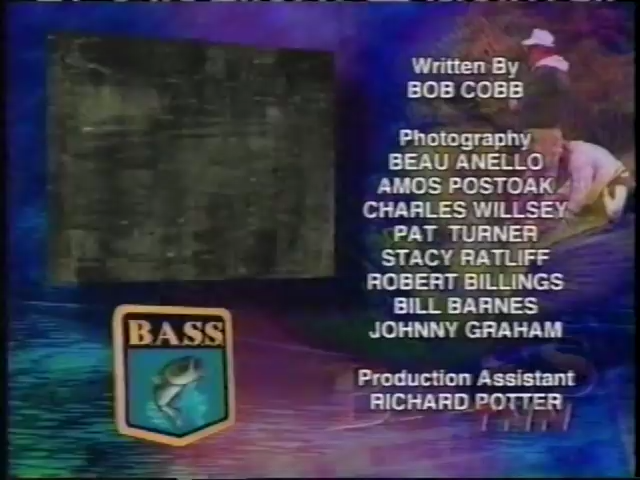 Written By
BOB COBB
Photography
BEAU ANELLO
AMOS POSTOAK
CHARLES WILLSEY
PAT TURNER
STACY RATLIFF
ROBERT BILLINGS
BILL BARNES
JOHNNY GRAHAM
Production Assistant
RICHARD POTTER
B.A.S.S.